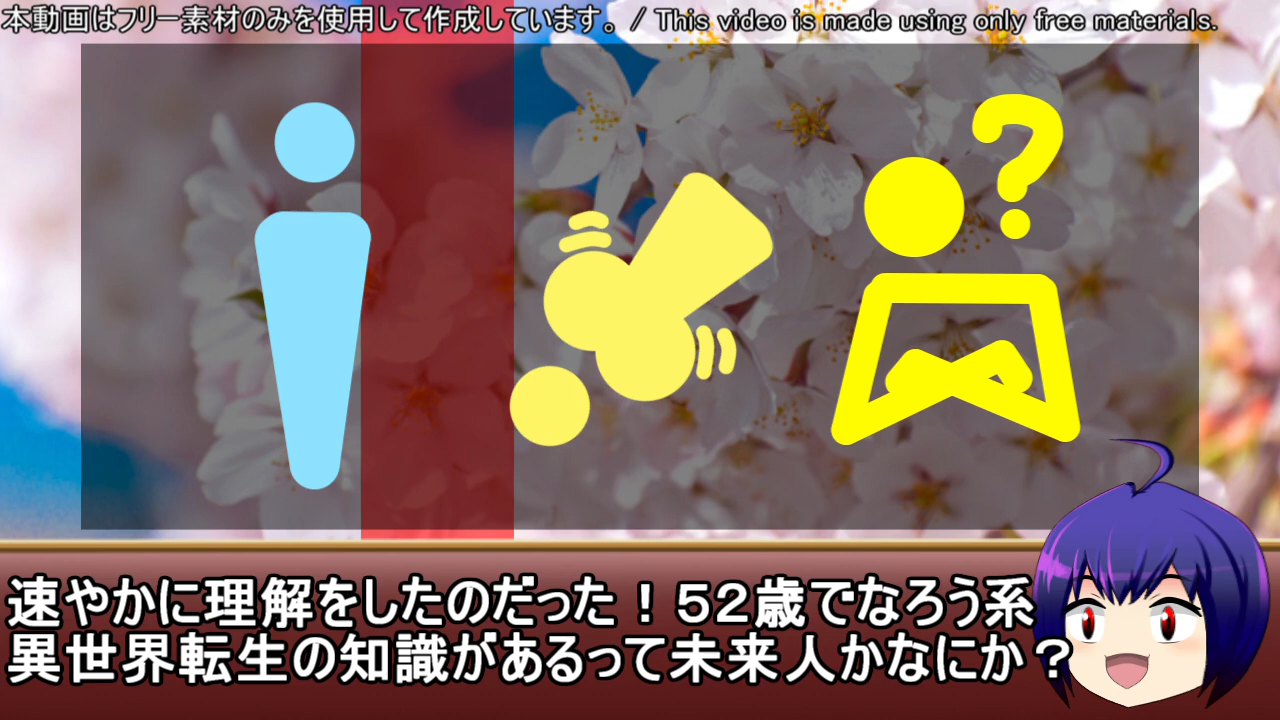 本動画はフリー素材のみを使用して作成しています。 / This video is made using only free materials.
?
速やかに理解をしたのだった！５２歳でなろう系
異世界転生の知識があるって未来人かなにか？